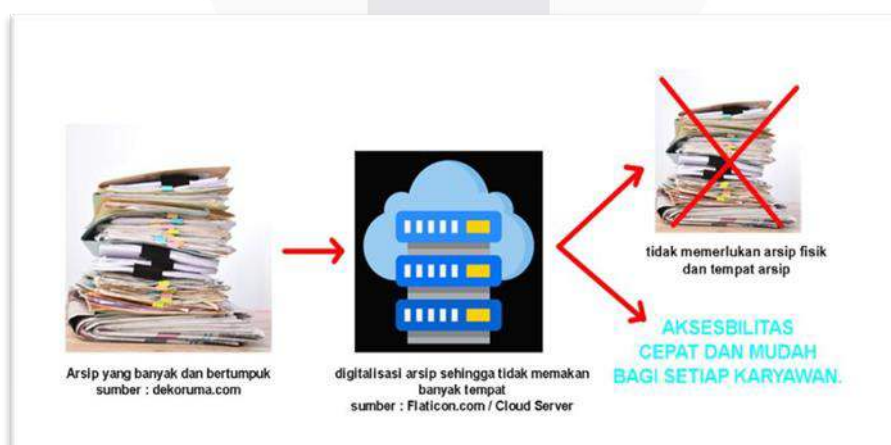 Arsip yang banyak dan bertumpuk
sumber : dekoruma.com
digitalisasi arsip sehingga tidak memakan
banyak tempat
sumber : Flaticon.com / Cloud Server
tidak memerlukan arsip fisik
dan tempat arsip
AKSESBILITAS
CEPAT DAN MUDAH
BAGI SETIAP KARYAWAN.